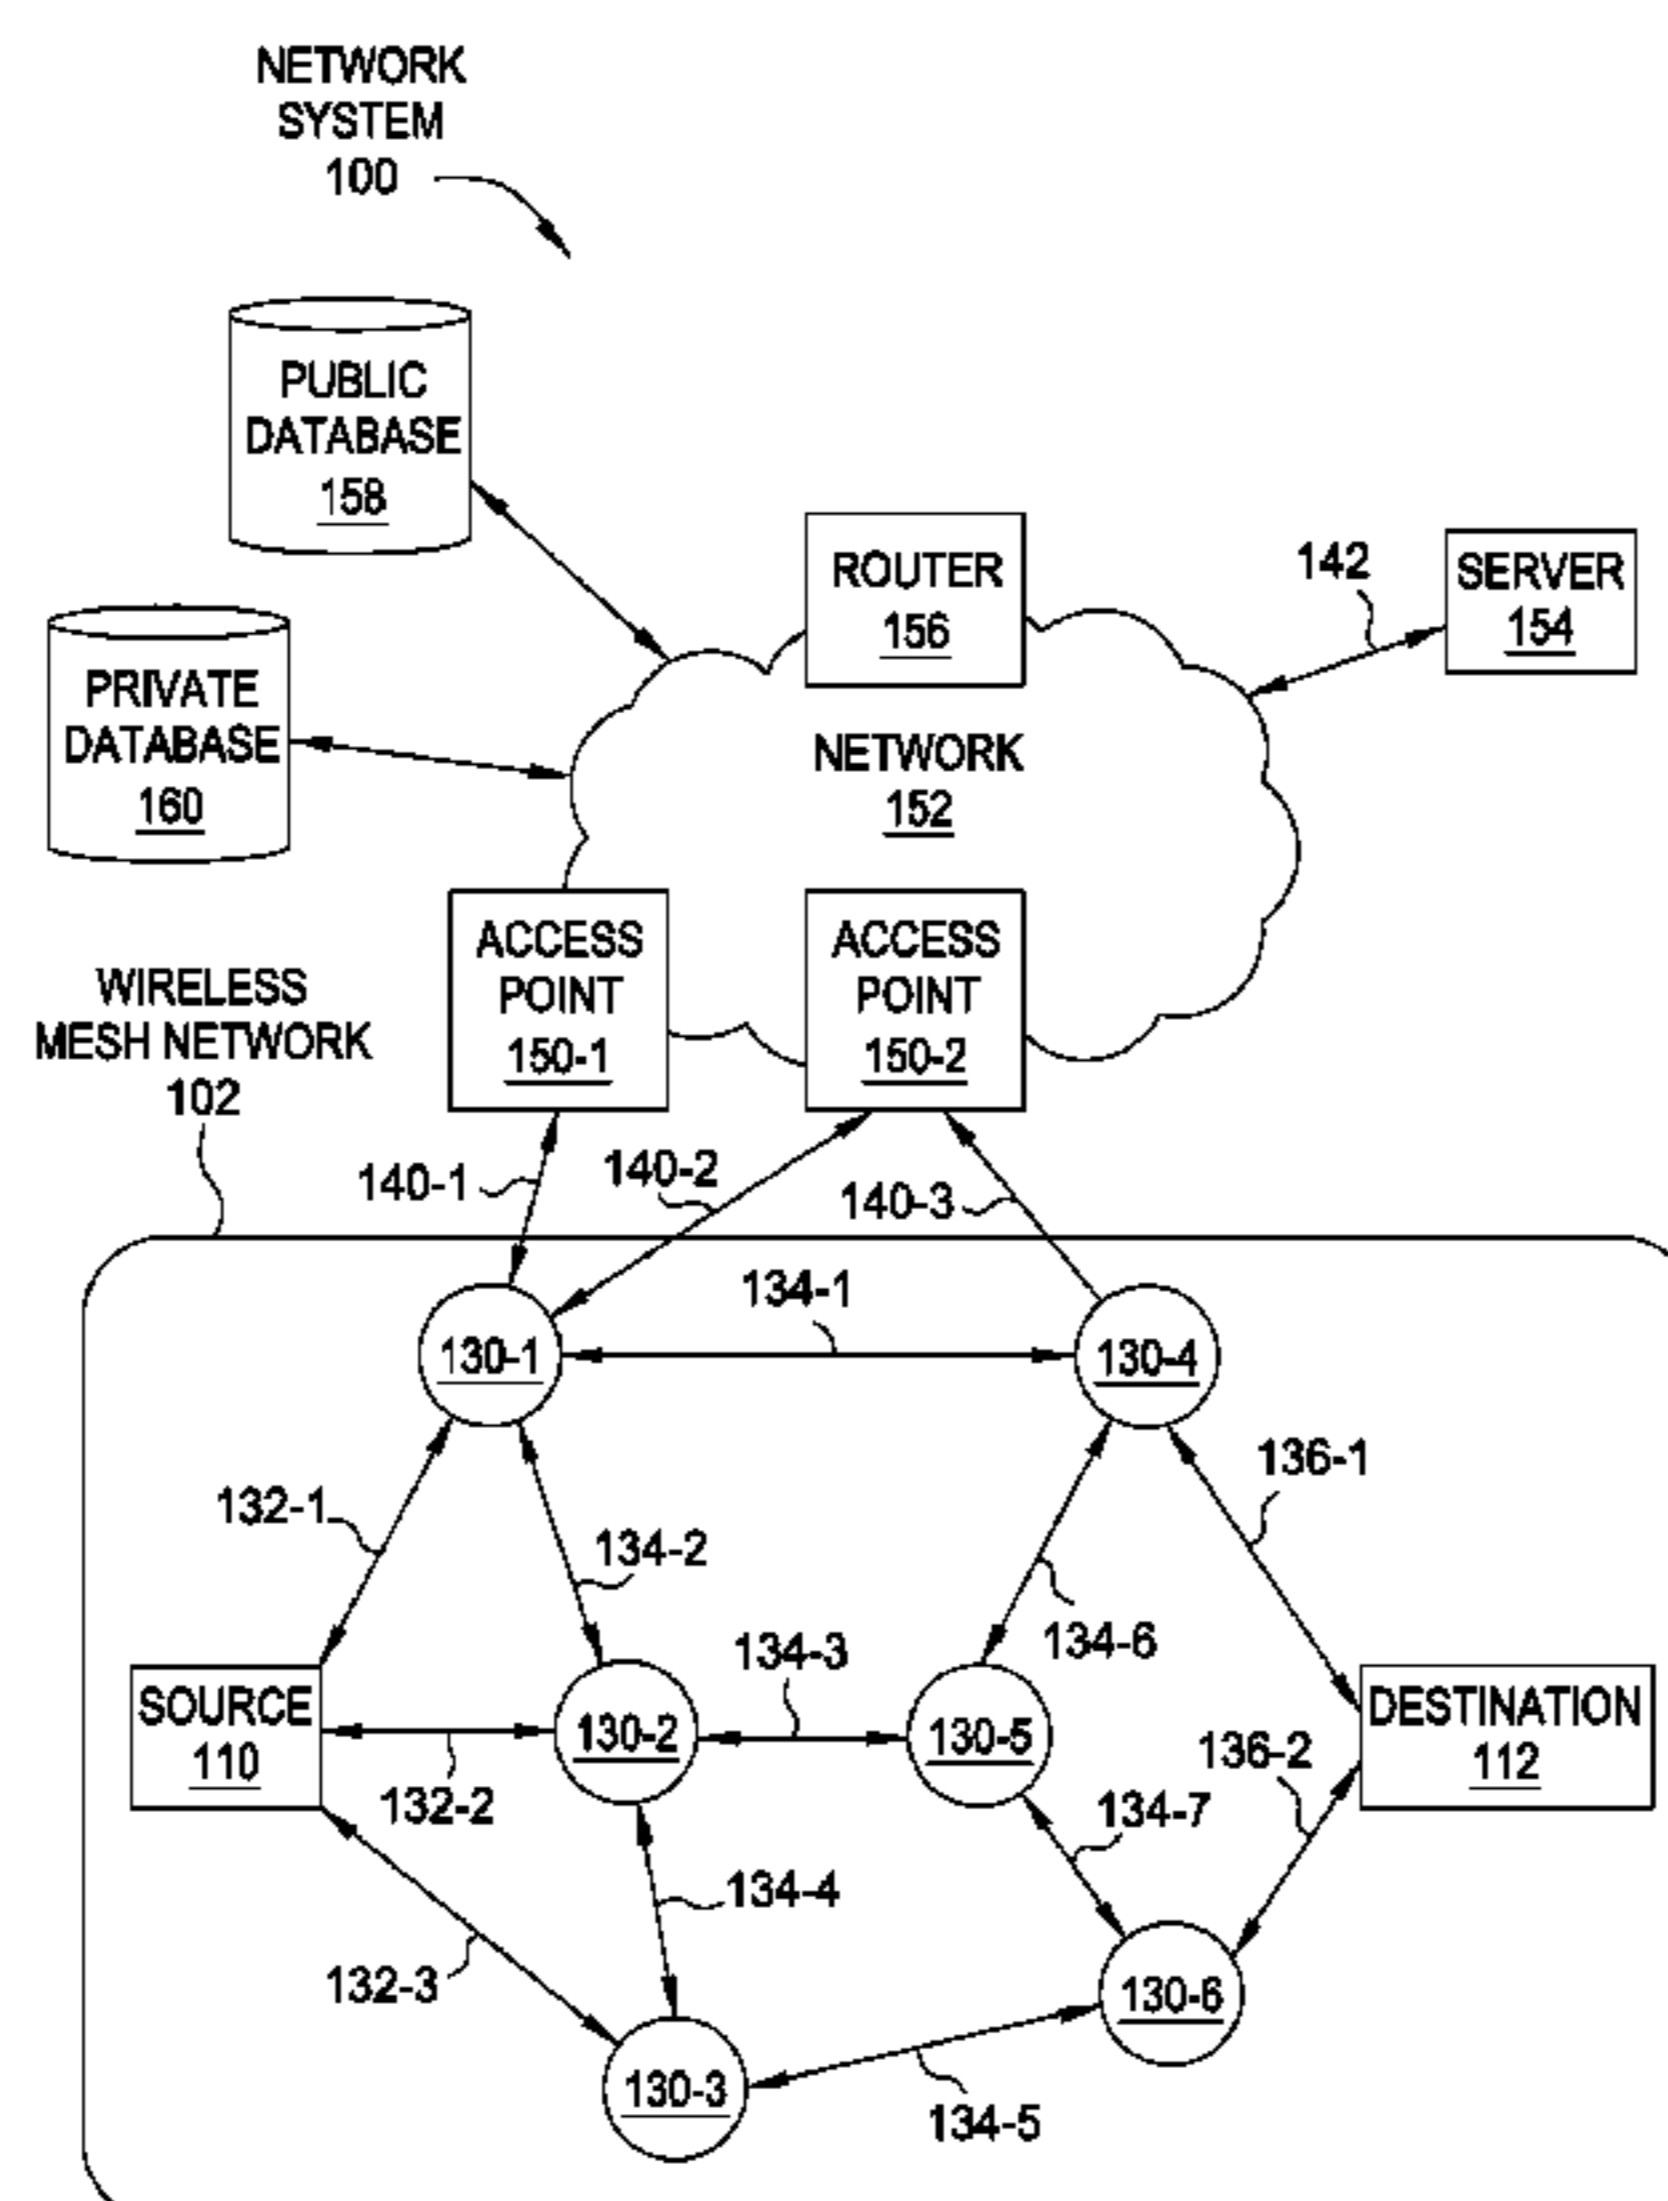 NETWORK
SYSTEM
100
PUBLIC
DATABASE
158
ROUTER
156
142
SERVER
154
PRIVATE
DATABASE
160
NETWORK
152
ACCESS
POINT
150-1
ACCESS
POINT
150-2
WIRELESS
MESH NETWORK
102
140-1
140-2
140-3
134-1
130-1
130-4
136-1
132-1
134-2
134-3
134-6
SOURCE
110
130-2
130-5
DESTINATION
112
136-2
132-2
134-7
134-4
132-3
130-6
130-3
134-5